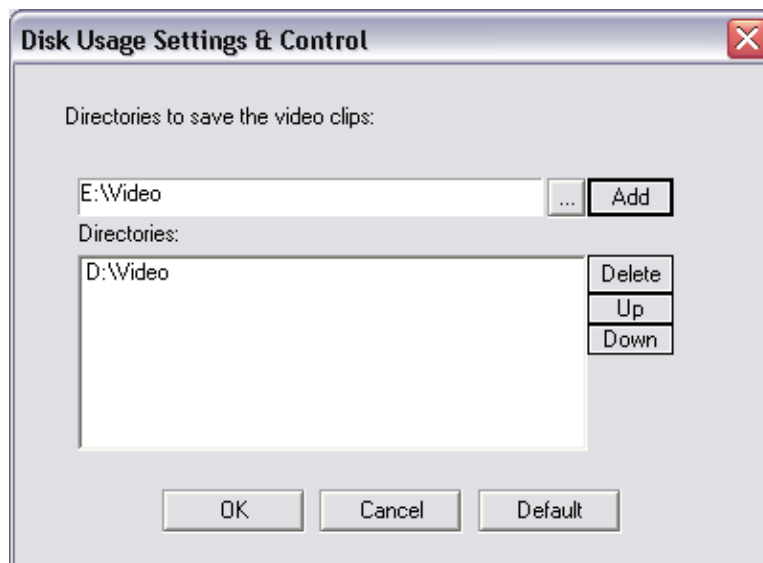 Disk Usage Settings & Control
Directories to save the video clips:
E:\Video
... Add
Directories:
D:\Video
Delete
Up
Down
OK Cancel Default